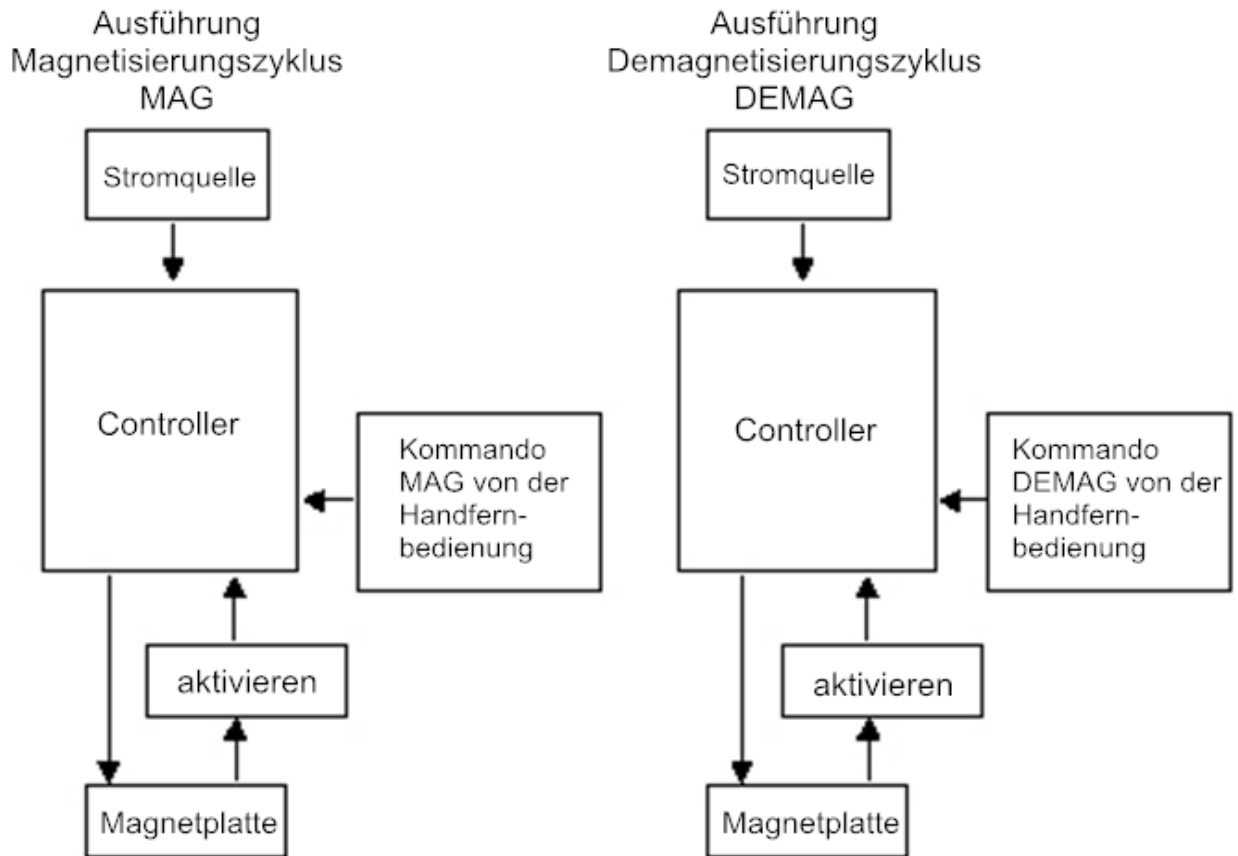 Ausführung
Magnetisierungszyklus
MAG
Stromquelle
Controller
Kommando
MAG von der
Handfern-
bedienung
aktivieren
Magnetplatte
Ausführung
Demagnetisierungszyklus
DEMAG
Stromquelle
Controller
Kommando
DEMAG von der
Handfern-
bedienung
aktivieren
Magnetplatte